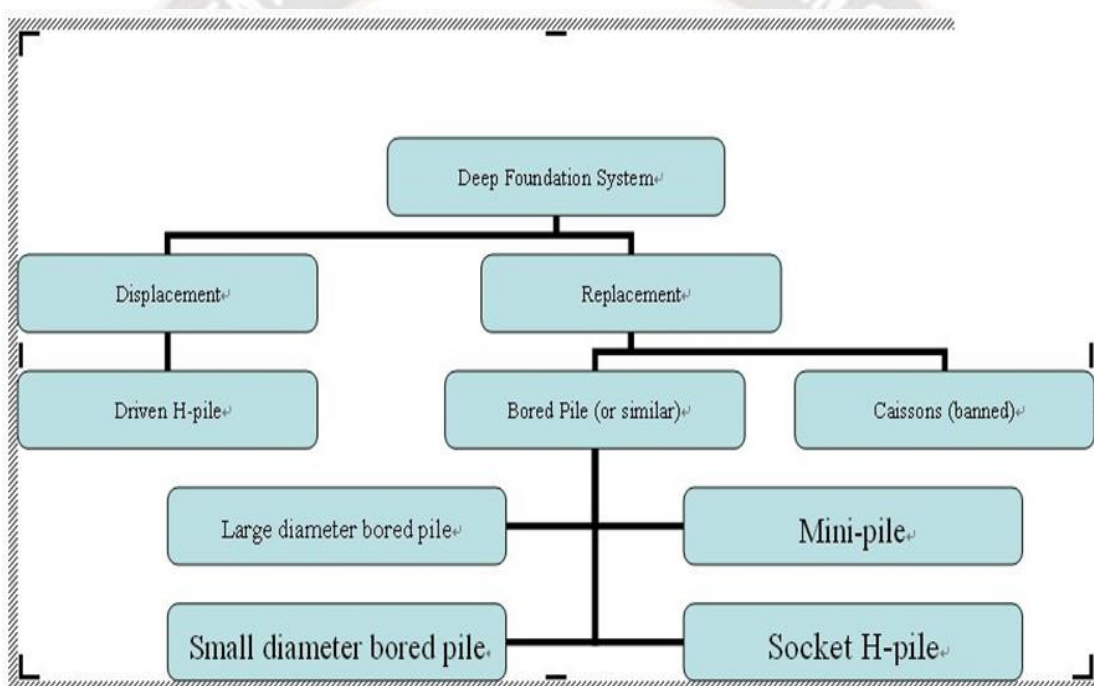 Deep Foundation System
Displacement
Replacement
Driven H-pile
Bored Pile (or similar)
Caissons (banned)
Large diameter bored pile
Mini-pile
Small diameter bored pile
Socket H-pile